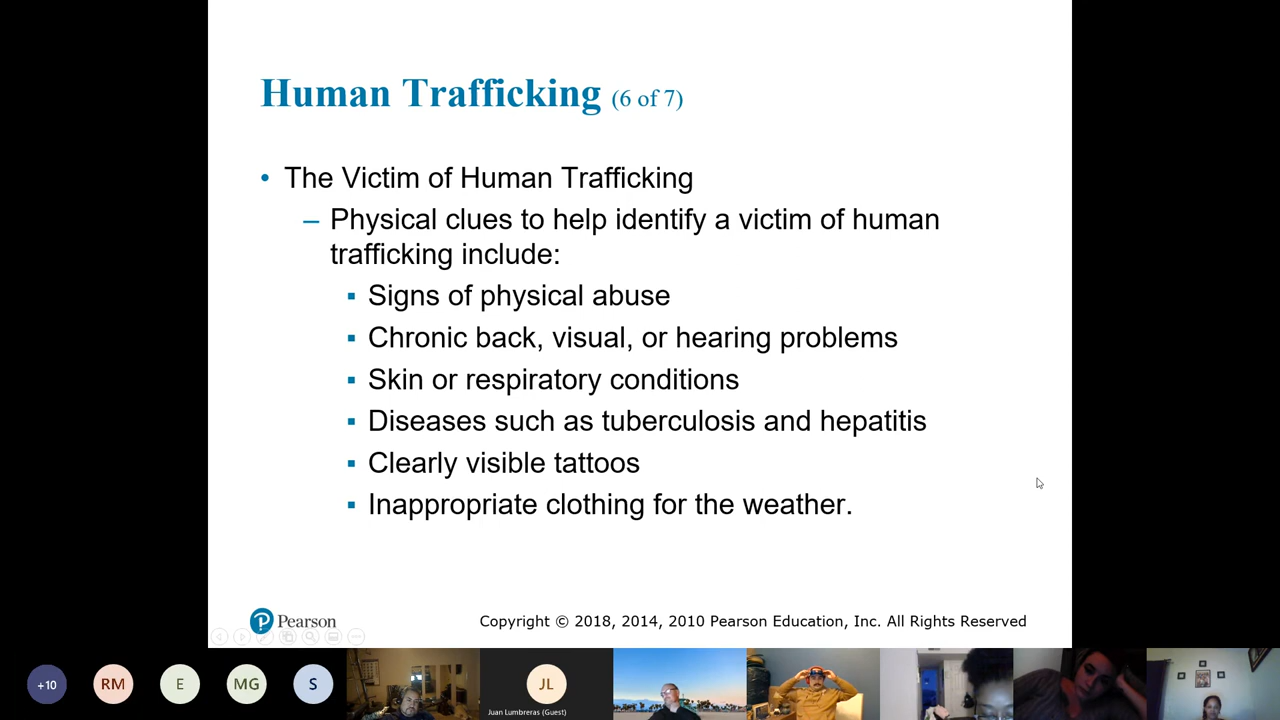 Human Trafficking (6 of 7)
• The Victim of Human Trafficking
– Physical clues to help identify a victim of human
trafficking include:
▪ Signs of physical abuse
▪ Chronic back, visual, or hearing problems
▪ Skin or respiratory conditions
▪ Diseases such as tuberculosis and hepatitis
▪ Clearly visible tattoos
▪ Inappropriate clothing for the weather.
Pearson
Copyright © 2018, 2014, 2010 Pearson Education, Inc. All Rights Reserved
+10
RM
E
MG
S
JL
Juan Lumbreras (Guest)